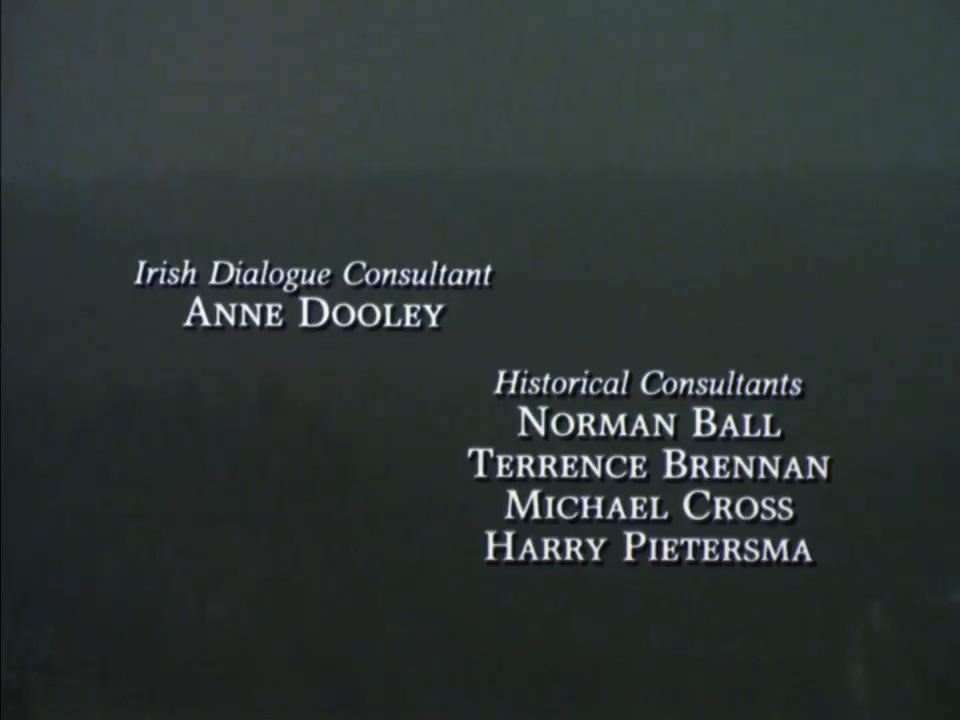 Irish Dialogue Consultant
ANNE DOOLEY
Historical Consultants
NORMAN BALL
TERRENCE BRENNAN
MICHAEL CROSS
HARRY PIETERSMA